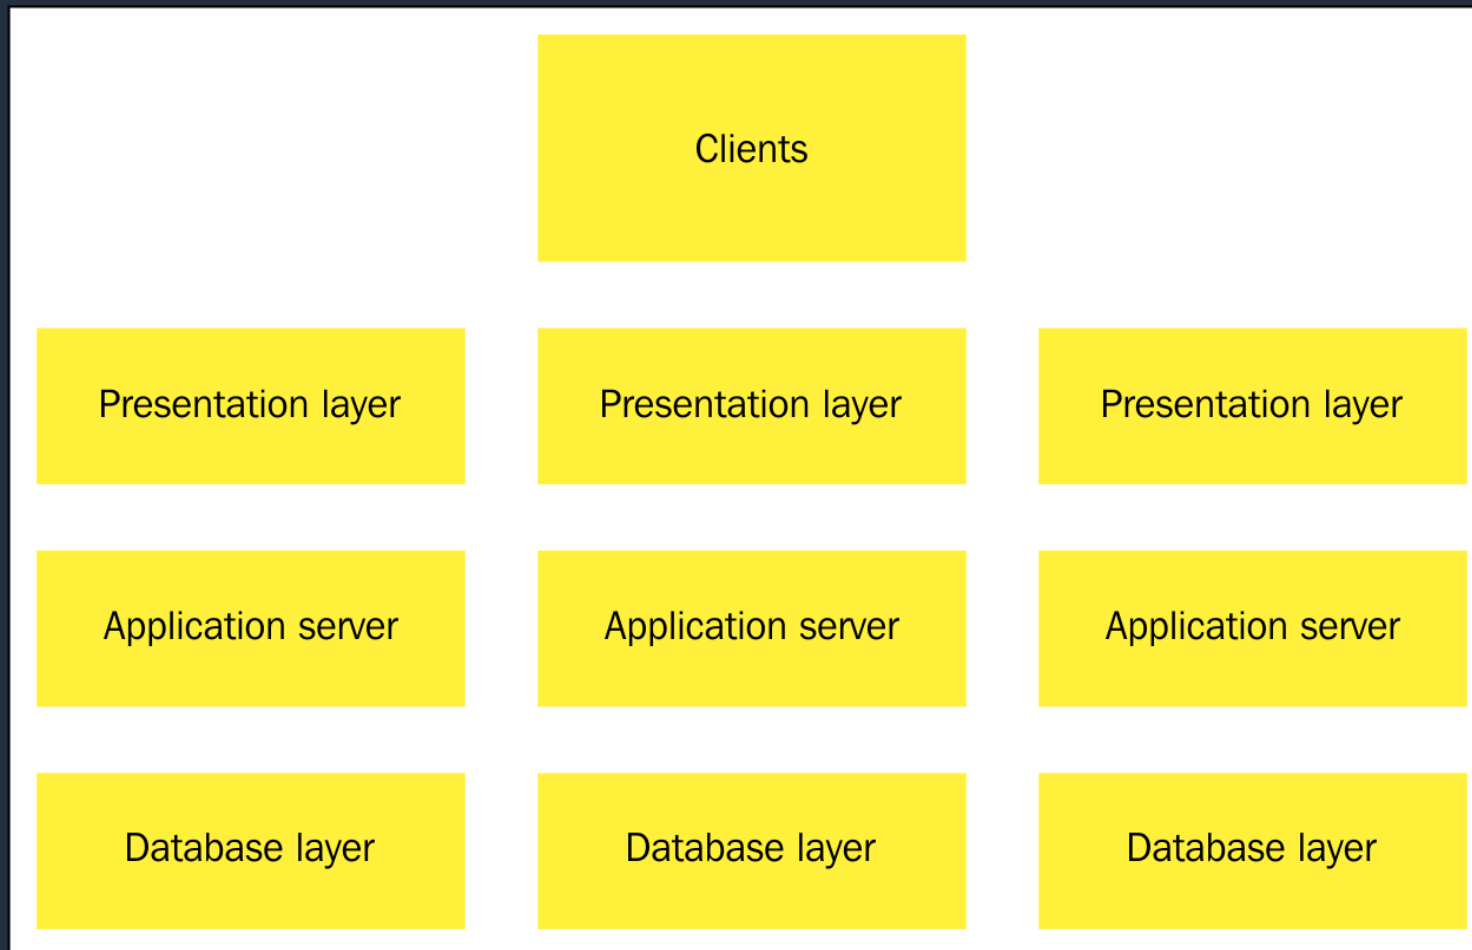 Clients
Presentation layer
Presentation layer
Presentation layer
Application server
Application server
Application server
Database layer
Database layer
Database layer